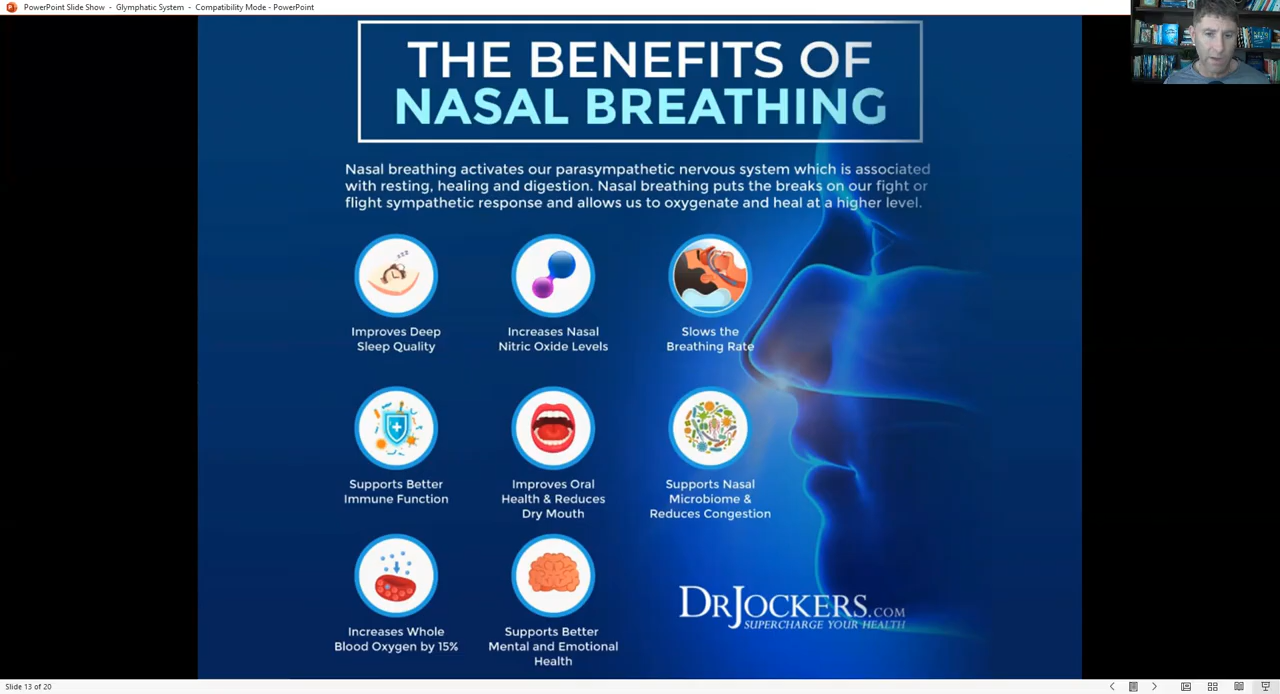 PowerPoint Slide Show - Glymphatic System - Compatibility Mode - PowerPoint
THE BENEFITS OF
NASAL BREATHING
Nasal breathing activates our parasympathetic nervous system which is associated
with resting, healing and digestion. Nasal breathing puts the breaks on our fight or
flight sympathetic response and allows us to oxygenate and heal at a higher level.
zzz
Improves Deep
Sleep Quality
Increases Nasal
Nitric Oxide Levels
Slows the
Breathing Rate
Supports Better
Immune Function
Improves Oral
Health & Reduces
Dry Mouth
Supports Nasal
Microbiome &
Reduces Congestion
Increases Whole
Blood Oxygen by 15%
Supports Better
Mental and Emotional
Health
DRJOCKERS.COM
SUPERCHARGE YOUR HEALTH
Slide 13 of 20